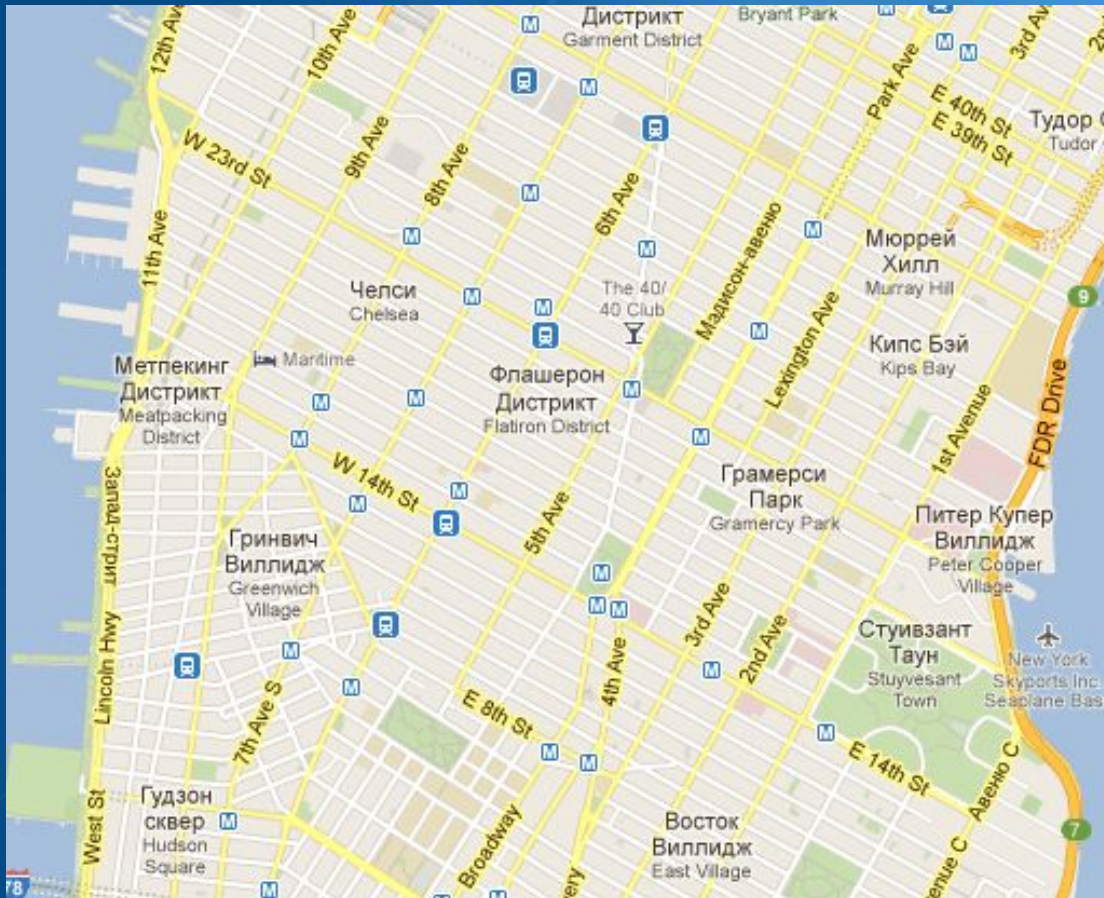 Дистрикт
Garment District
Bryant Park
12th Ave
10th Ave
3rd Ave
Park Ave
E 40th St
E 39th St
Тудор
Tudor
W 23rd St
9th Ave
8th Ave
6th Ave
11th Ave
Мэдисон-авеню
Мюррей
Хилл
Murray Hill
9
Челси
Chelsea
The 40/
40 Club
Lexington Ave
Кипс Бэй
Kips Bay
Метпекинг
Дистрикт
Meatpacking
District
Maritime
Флашерон
Дистрикт
Flatiron District
FDR Drive
1st Avenue
W 14th St
Грамерси
Парк
Gramercy Park
Запад-стрит
5th Ave
Питер Купер
Виллидж
Peter Cooper
Village
Гринвич
Виллидж
Greenwich
Village
3rd Ave
2nd Ave
Стуивзант
Таун
Stuyvesant
Town
New York
Skyports Inc
Seaplane Bas
Lincoln Hwy
7th Ave S
4th Ave
E 8th St
E 14th St
Авеню С
Гудзон
сквер
Hudson
Square
West St
Broadway
Восток
Виллидж
East Village
7
78